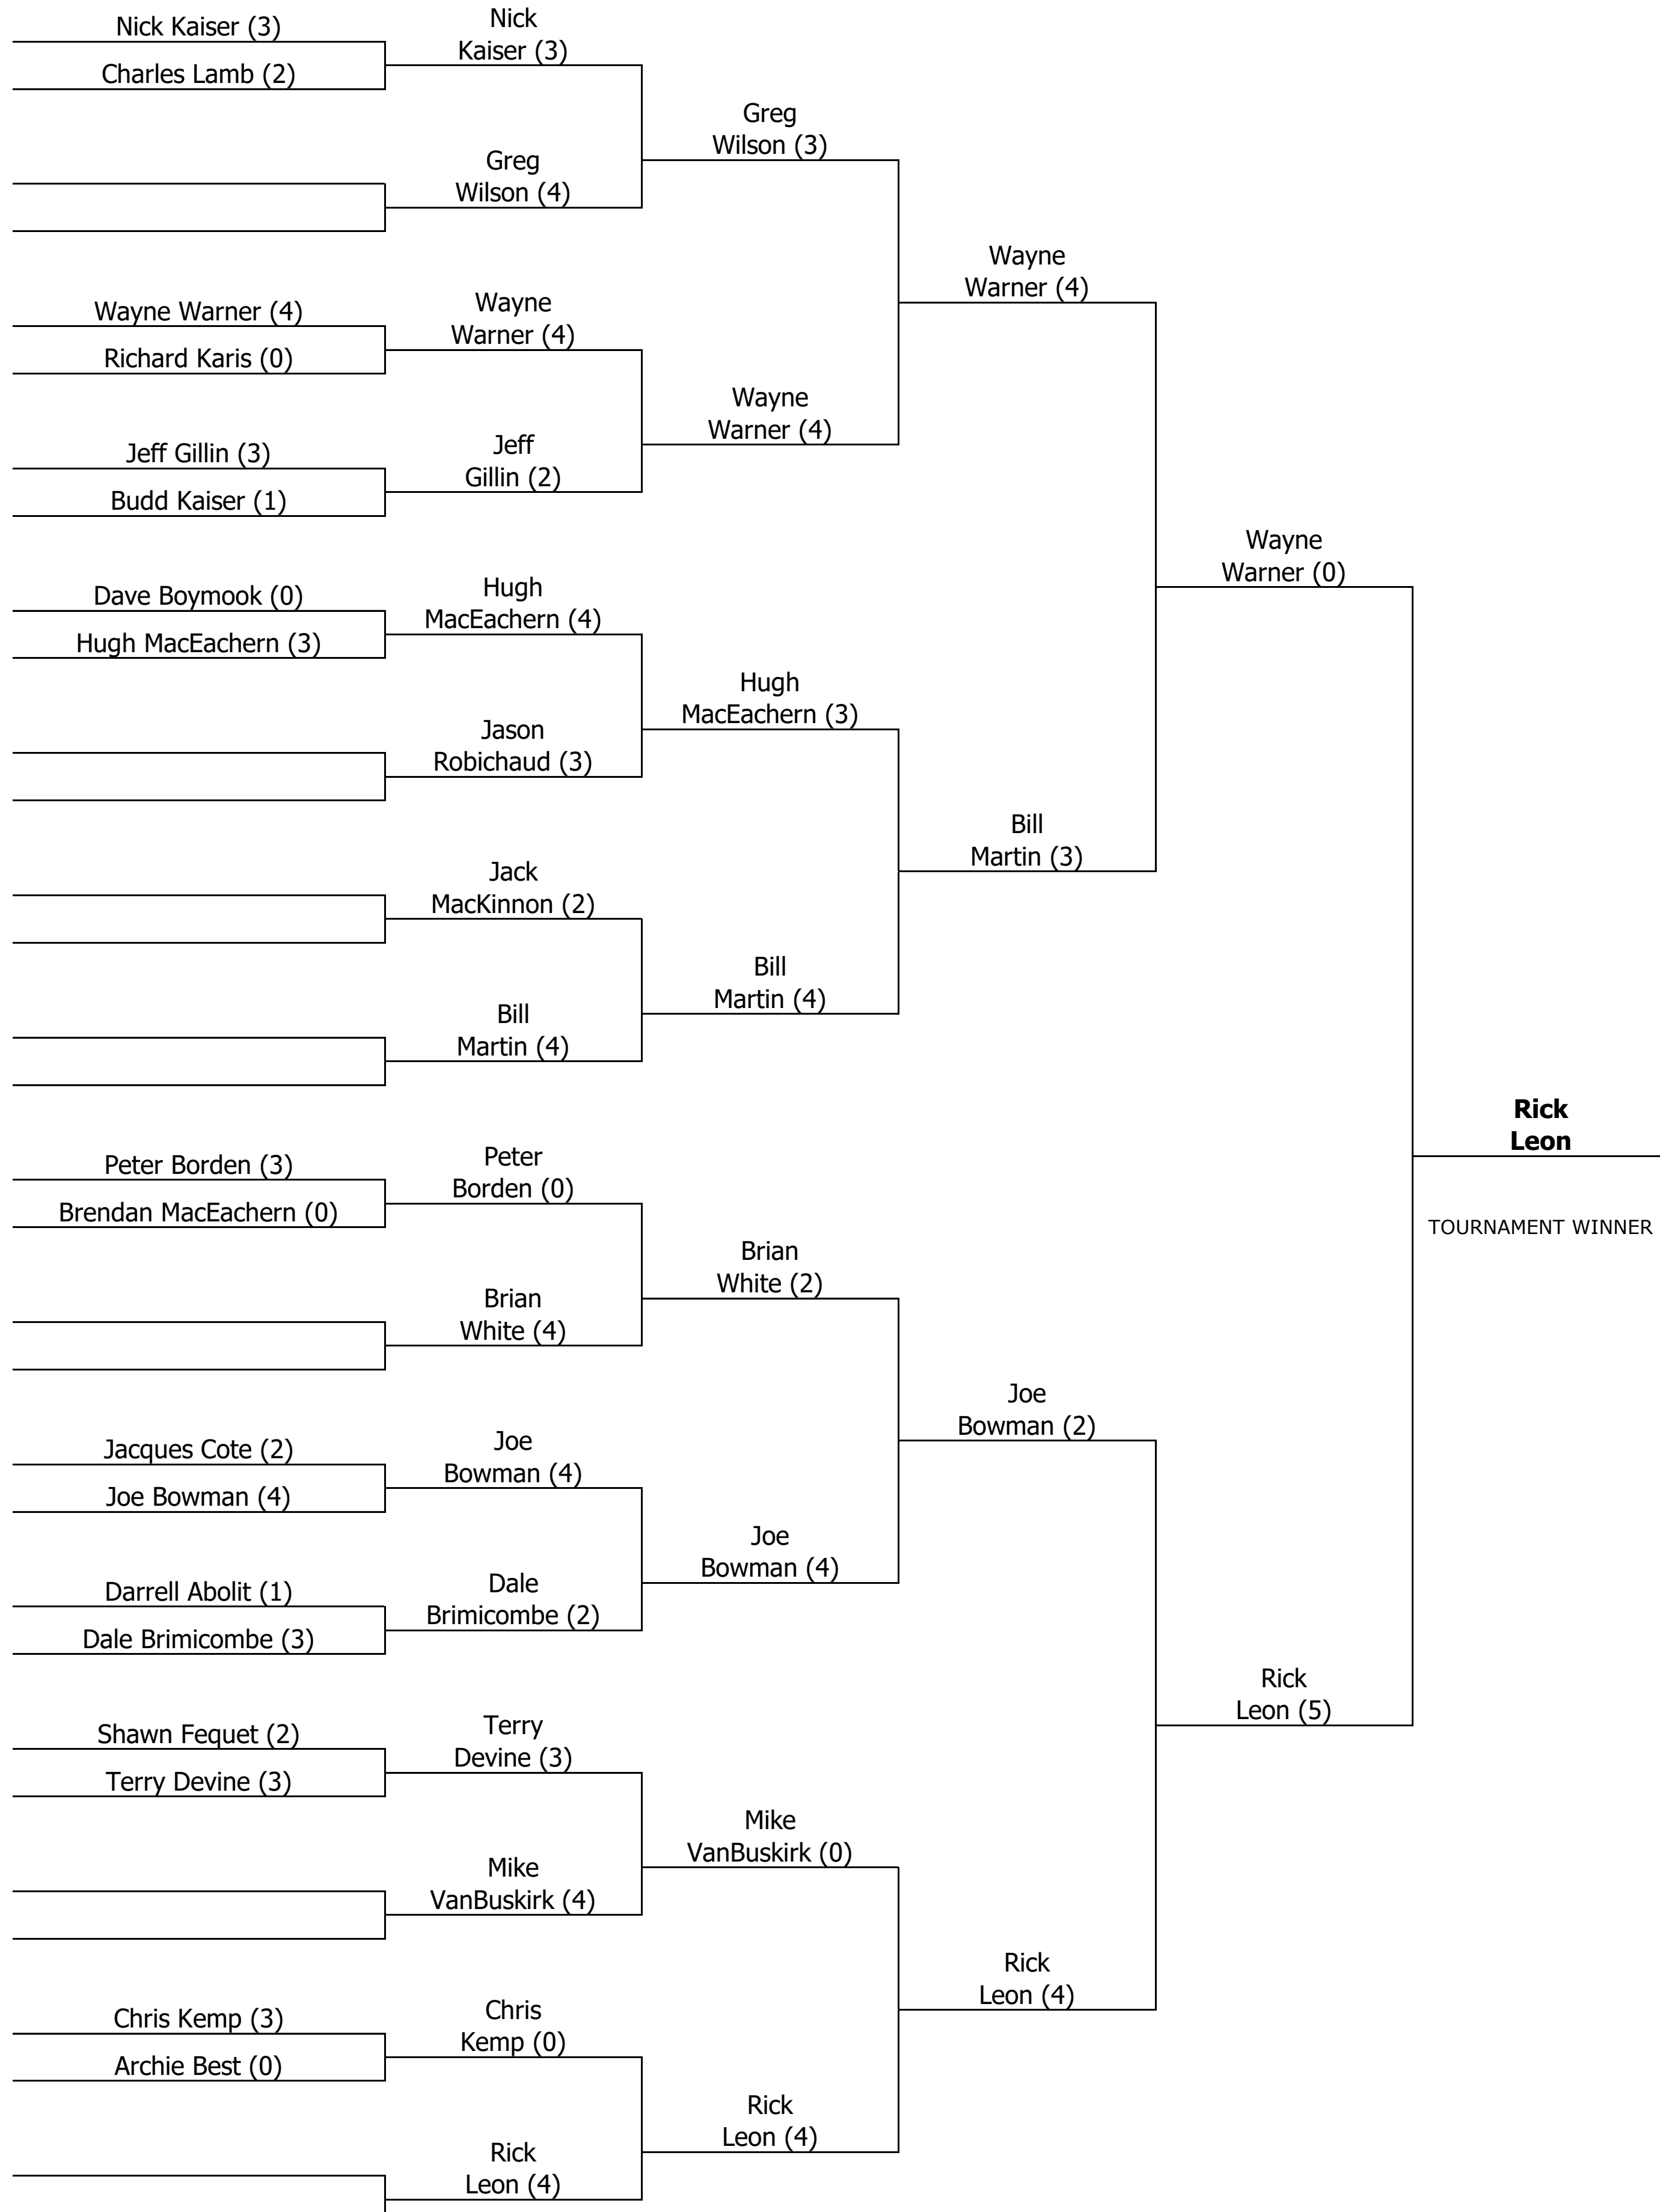 Nick Kaiser (3)
Charles Lamb (2)
Wayne Warner (4)
Richard Karis (0)
Jeff Gillin (3)
Budd Kaiser (1)
Dave Boymook (0)
Hugh MacEachern (3)
Peter Borden (3)
Brendan MacEachern (0)
Jacques Cote (2)
Joe Bowman (4)
Darrell Abolit (1)
Dale Brimicombe (3)
Shawn Fequet (2)
Terry Devine (3)
Chris Kemp (3)
Archie Best (0)
Nick
Kaiser (3)
Greg
Wilson (4)
Wayne
Warner (4)
Jeff
Gillin (2)
Hugh
MacEachern (4)
Jason
Robichaud (3)
Jack
MacKinnon (2)
Bill
Martin (4)
Peter
Borden (0)
Brian
White (4)
Joe
Bowman (4)
Dale
Brimicombe (2)
Terry
Devine (3)
Mike
VanBuskirk (4)
Chris
Kemp (0)
Rick
Leon (4)
Greg
Wilson (3)
Wayne
Warner (4)
Hugh
MacEachern (3)
Bill
Martin (4)
Brian
White (2)
Joe
Bowman (4)
Mike
VanBuskirk (0)
Rick
Leon (4)
Wayne
Warner (4)
Bill
Martin (3)
Joe
Bowman (2)
Rick
Leon (4)
Wayne
Warner (0)
Rick
Leon (5)
Rick
Leon
TOURNAMENT WINNER